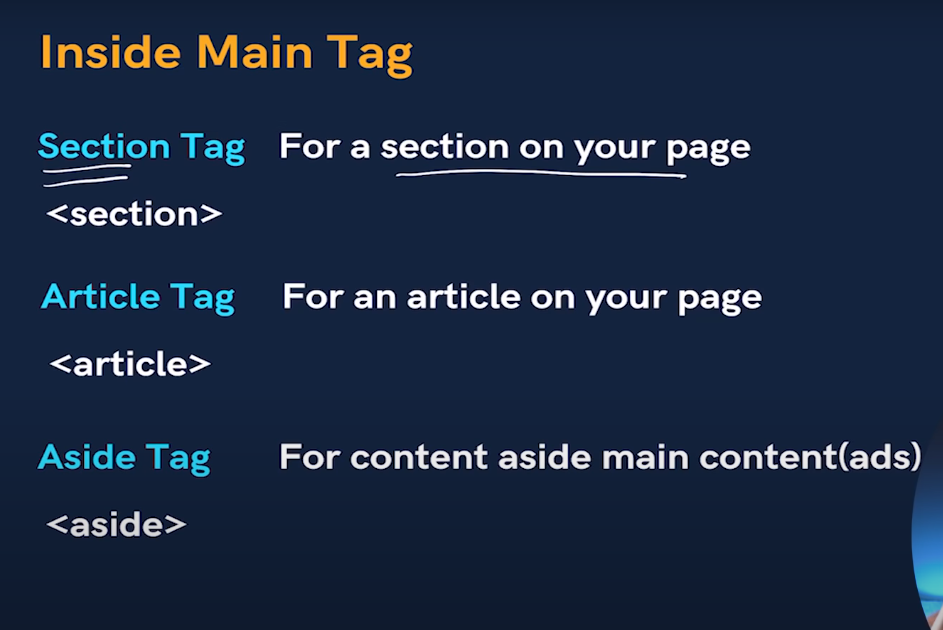 Inside Main Tag
Section Tag For a section on your page
<section>
Article Tag For an article on your page
<article>
Aside Tag For content aside main content(ads)
<aside>